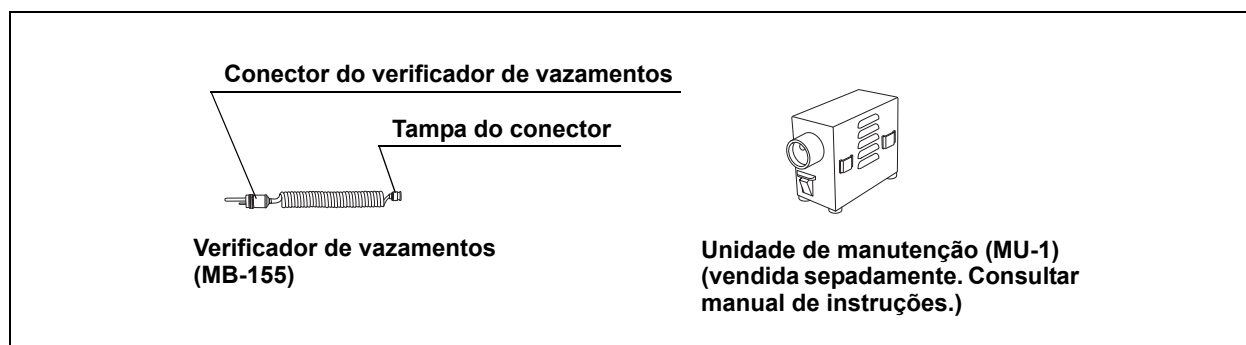 Conector do verificador de vazamentos
Tampa do conector
Verificador de vazamentos
(MB-155)
Unidade de manutenção (MU-1)
(vendida sepadamente. Consultar
manual de instruções.)